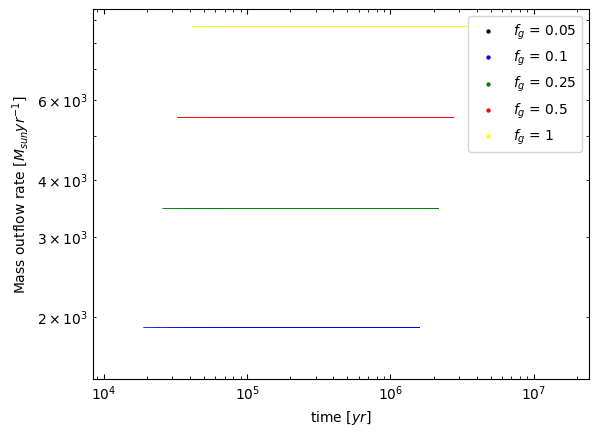 Mass outflow rate [M_sun yr^−1]
6 × 10^3
4 × 10^3
3 × 10^3
2 × 10^3
10^4
10^5
10^6
10^7
time [yr]
f_g = 0.05
f_g = 0.1
f_g = 0.25
f_g = 0.5
f_g = 1